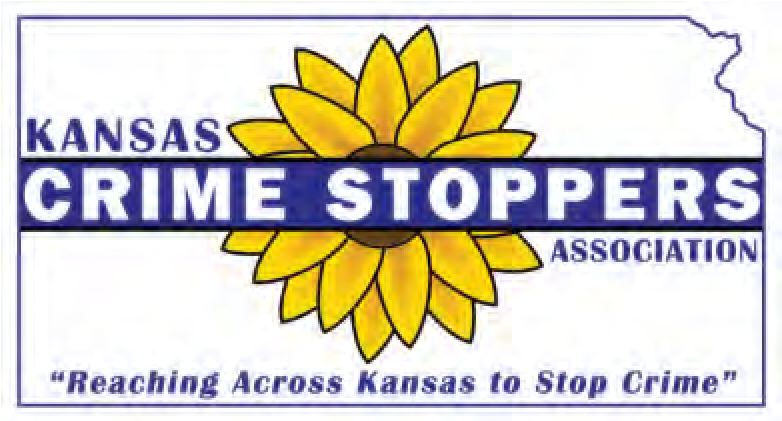 KANSAS
CRIME STOPPERS
ASSOCIATION
“Reaching Across Kansas to Stop Crime”